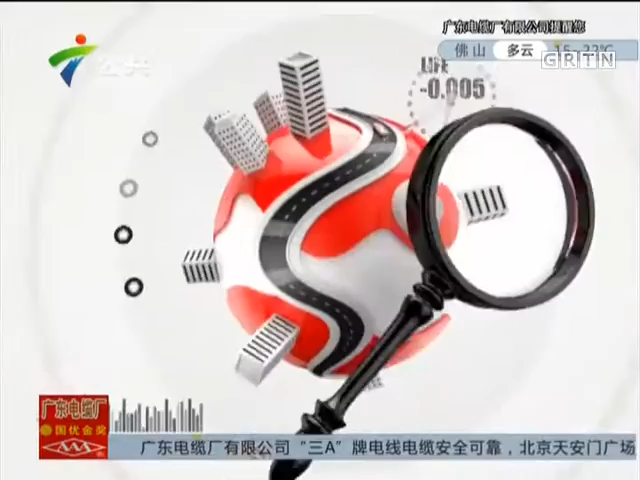 广东电缆厂有限公司提醒您
佛山 多云 15~22℃
GRTN
公共
LIFE
-0.005
广东电缆厂
国优金奖
广东电缆厂有限公司“三A”牌电线电缆安全可靠，北京天安门广场